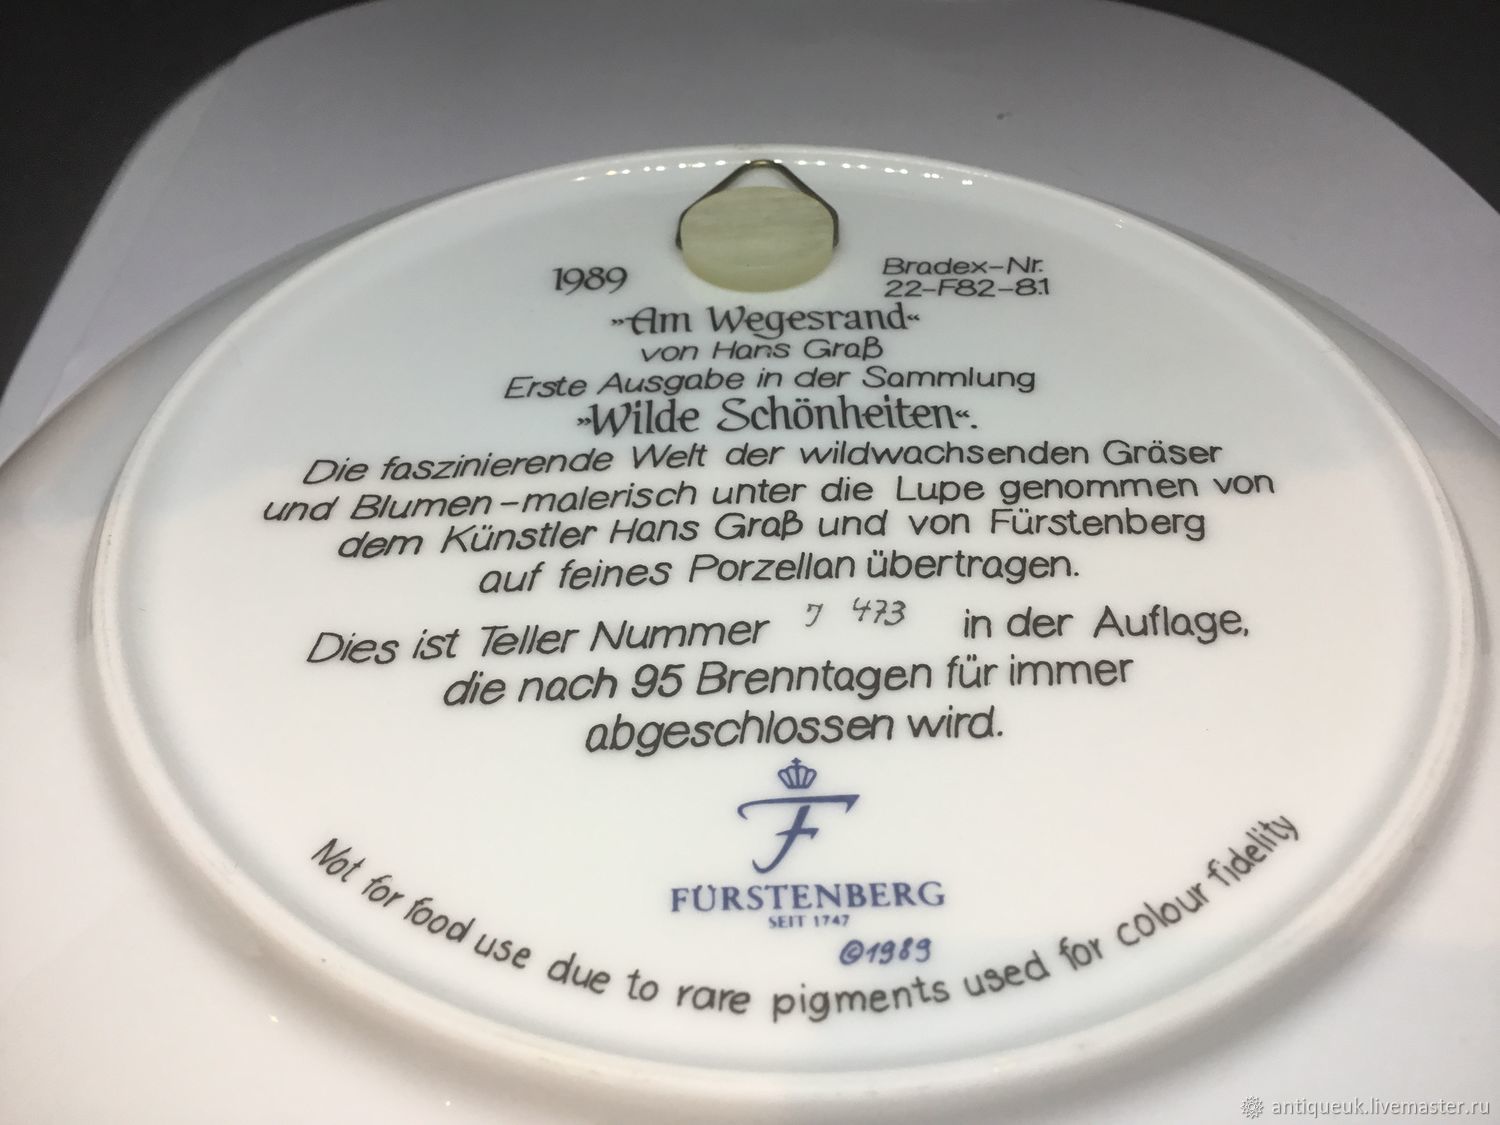 1989
Bradex-Nr.
22-F82-8.1
»Am Wegesrand«
von Hans Graß
Erste Ausgabe in der Sammlung
»Wilde Schönheiten«.
Die faszinierende Welt der wildwachsenden Gräser
und Blumen - malerisch unter die Lupe genommen von
dem Künstler Hans Graß und von Fürstenberg
auf feines Porzellan übertragen.
Dies ist Teller Nummer 473 in der Auflage,
die nach 95 Brenntagen für immer
abgeschlossen wird.
F
FÜRSTENBERG
SEIT 1747
©1989
Not for food use due to rare pigments used for colour fidelity
antiqueuk.livemaster.ru